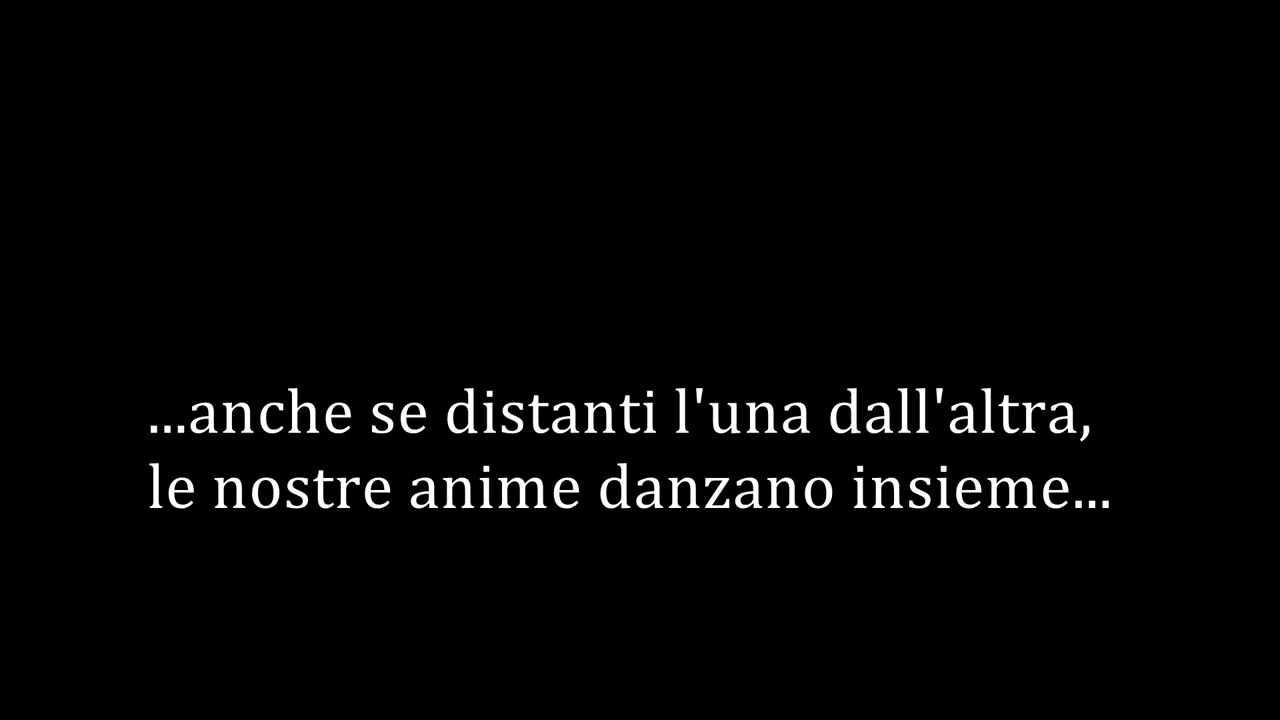 ...anche se distanti l'una dall'altra,
le nostre anime danzano insieme...